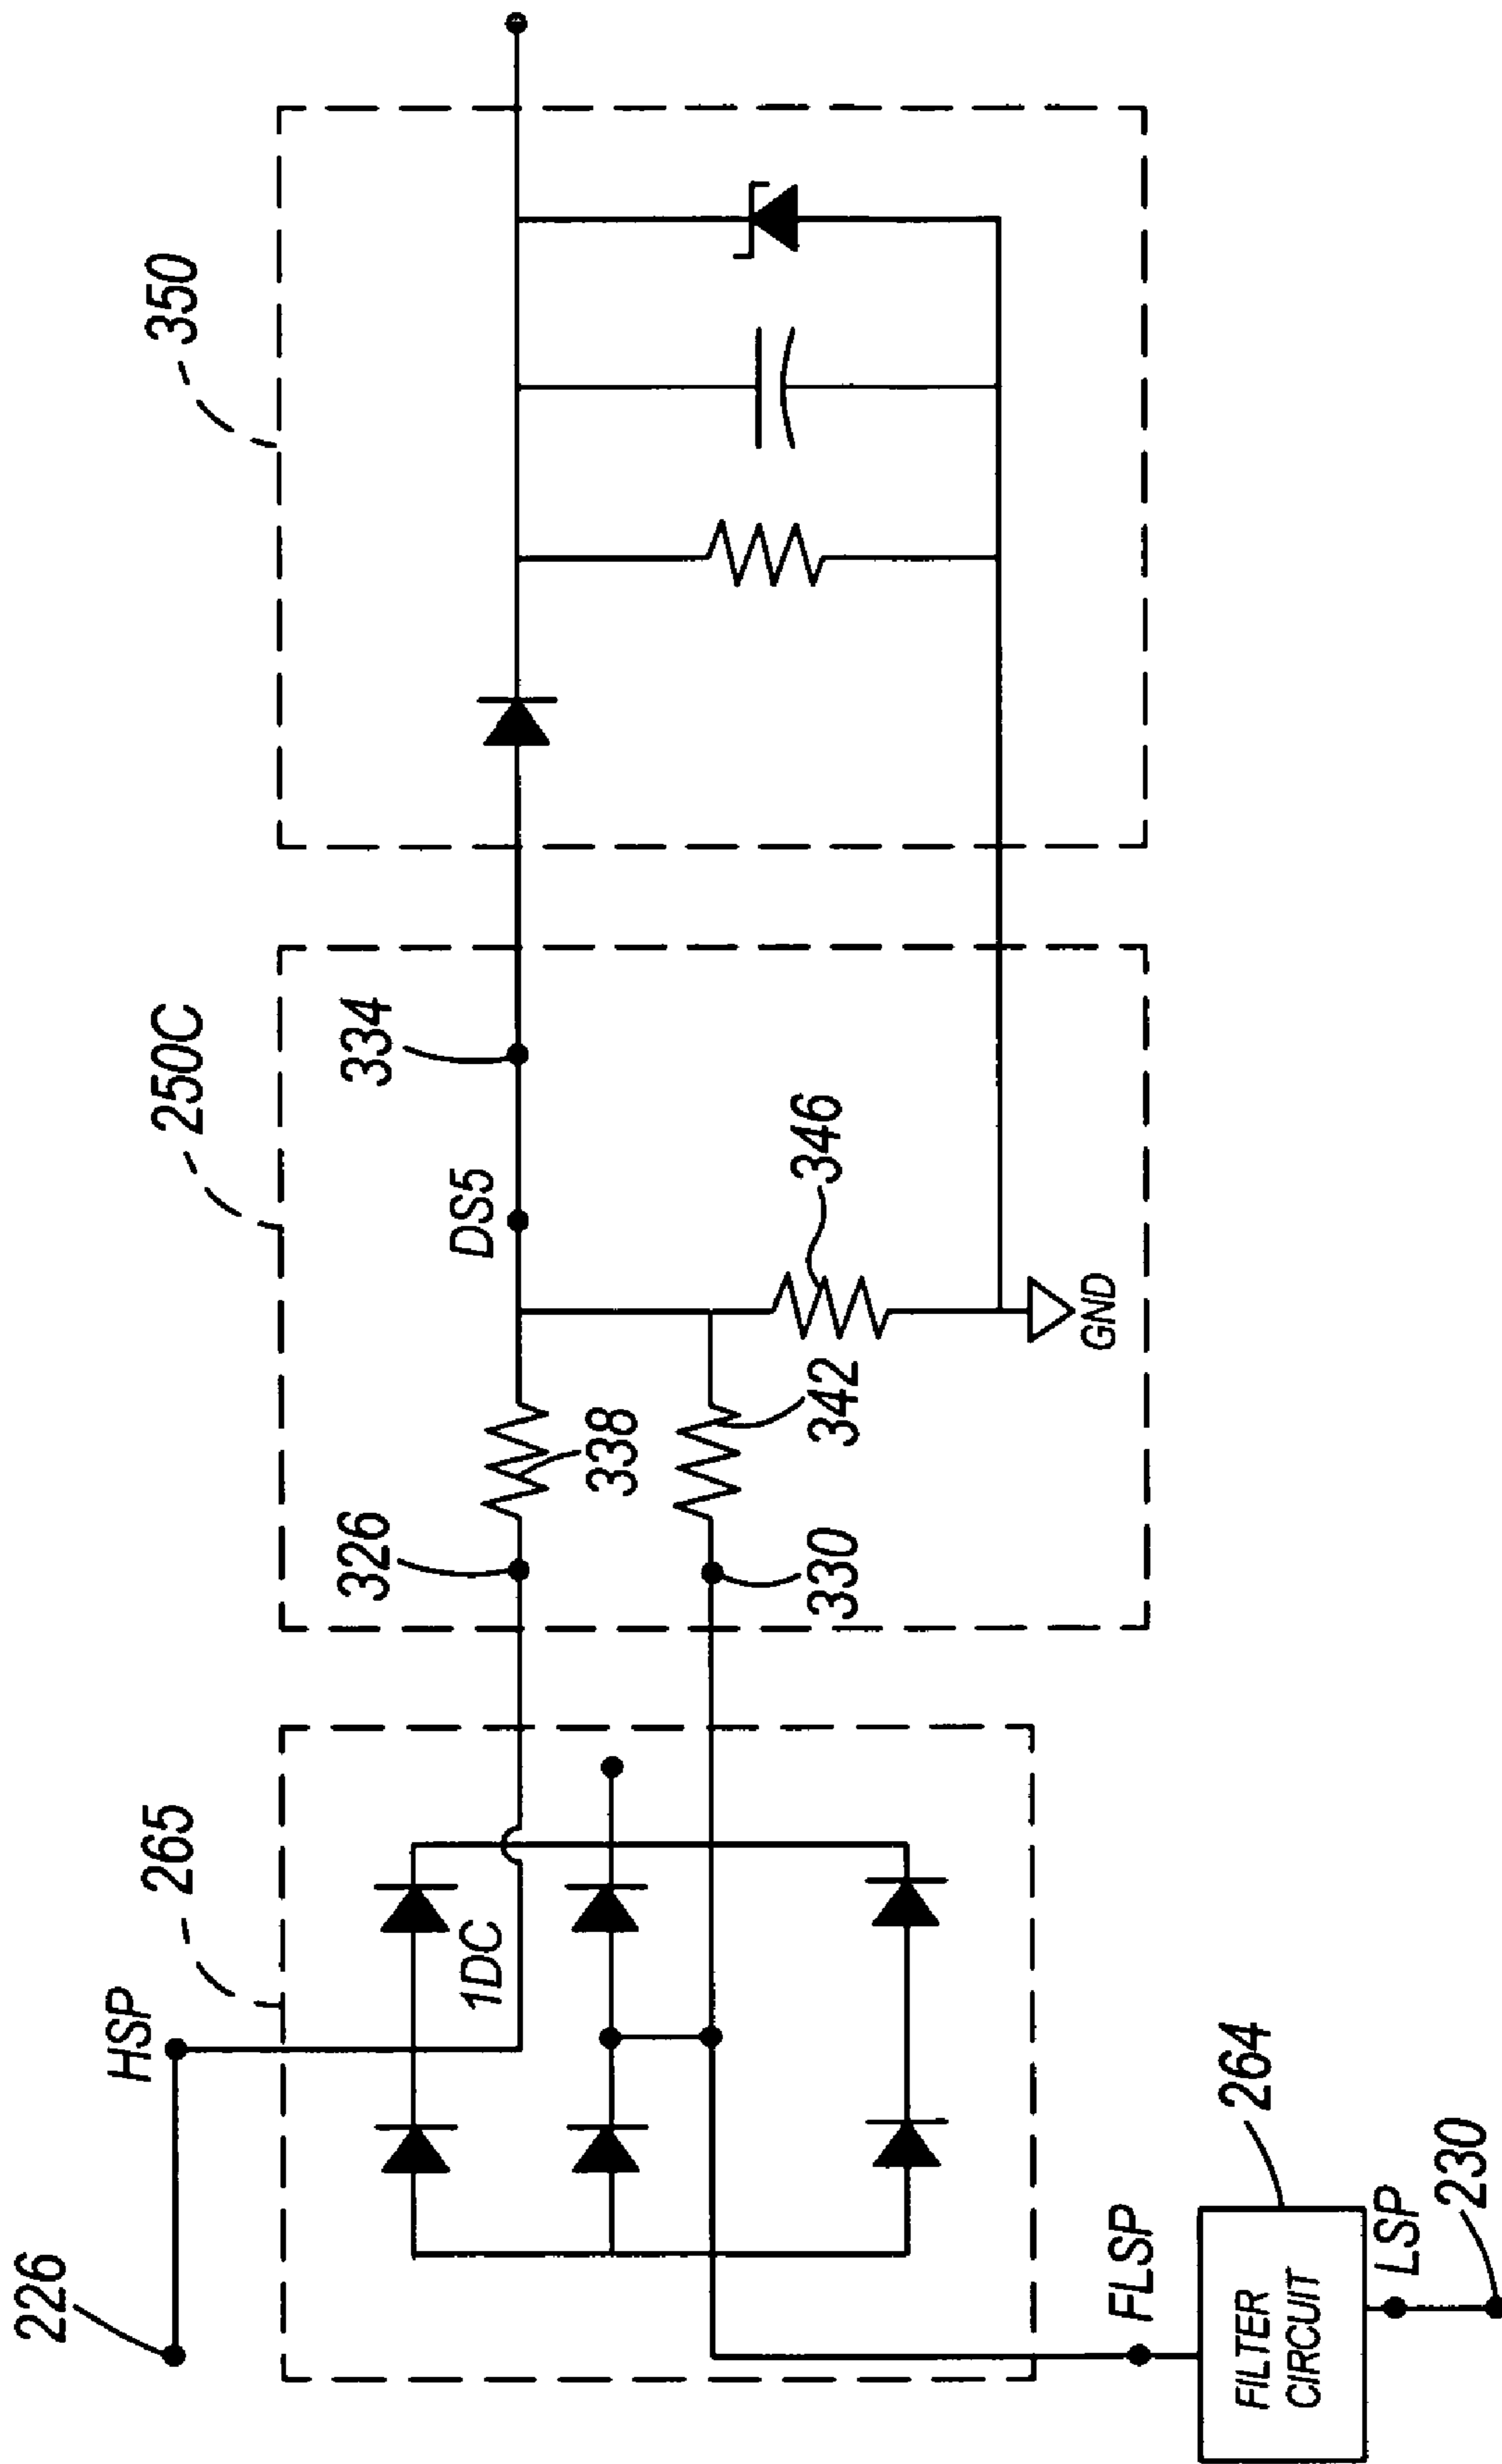 226
HSP
265
1DC
FLSP
FILTER
CIRCUIT
264
LSP
230
250C
326
338
330
342
DS5
334
346
GND
350